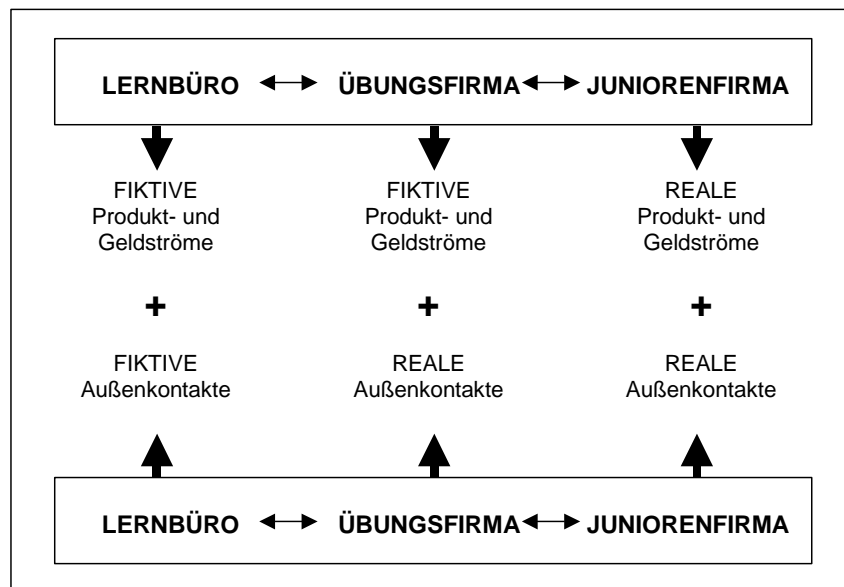 LERNBÜRO ÜBUNGSFIRMA JUNIORENFIRMA
FIKTIVE FIKTIVE REALE
Produkt- und Produkt- und Produkt- und
Geldströme Geldströme Geldströme
+ + +
FIKTIVE REALE REALE
Außenkontakte Außenkontakte Außenkontakte
LERNBÜRO ÜBUNGSFIRMA JUNIORENFIRMA